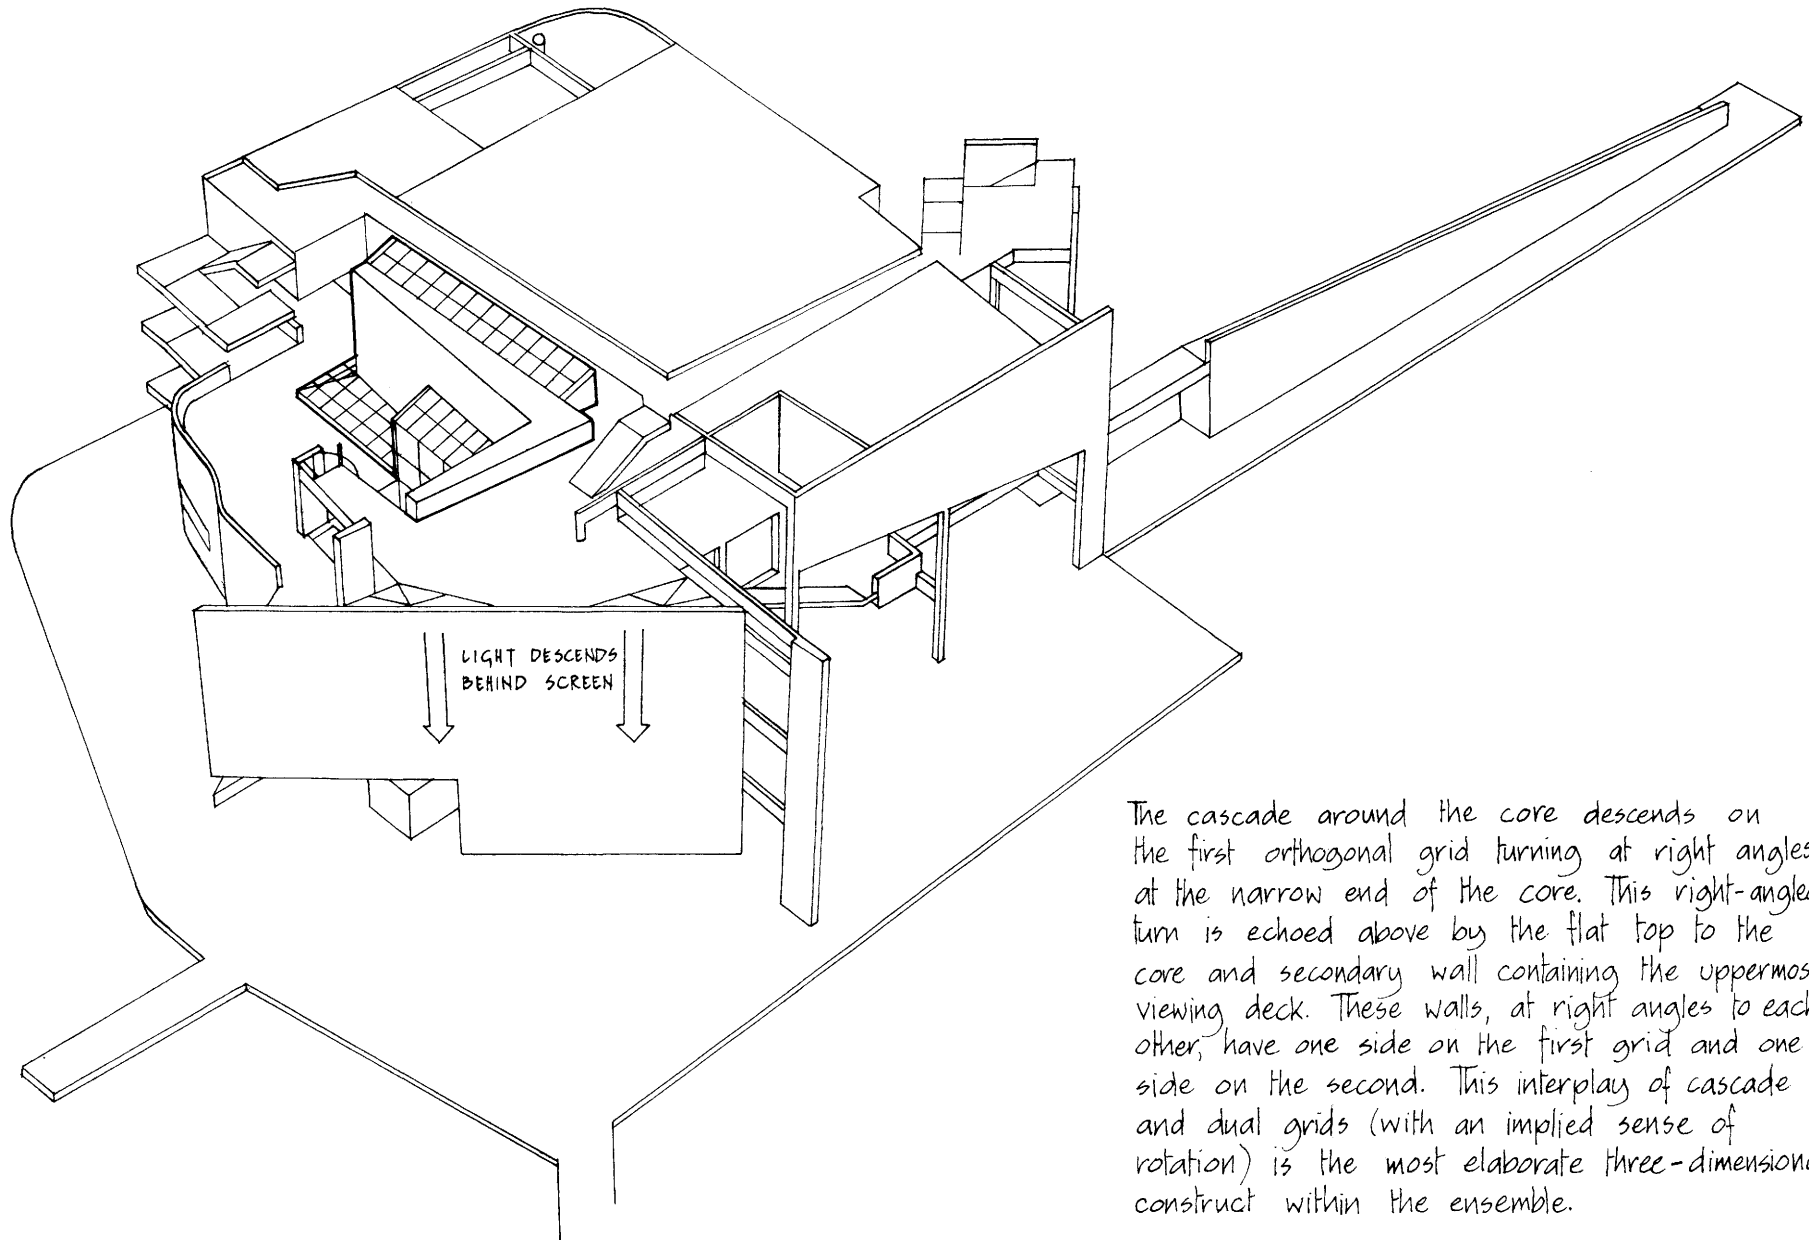 LIGHT DESCENDS
BEHIND SCREEN
The cascade around the core descends on
the first orthogonal grid turning at right angles
at the narrow end of the core. This right-angled
turn is echoed above by the flat top to the
core and secondary wall containing the uppermos
viewing deck. These walls, at right angles to each
other, have one side on the first grid and one
side on the second. This interplay of cascade
and dual grids (with an implied sense of
rotation) is the most elaborate three-dimensiona
construct within the ensemble.